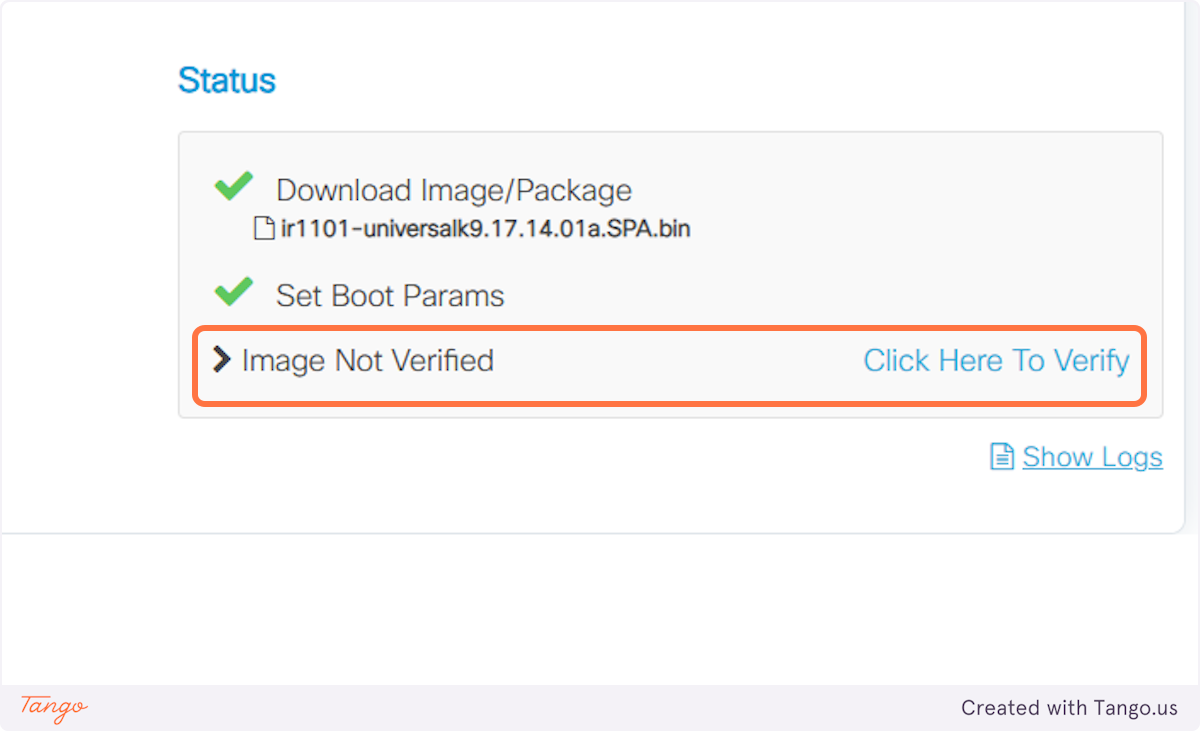 Status
Download Image/Package
ir1101-universalk9.17.14.01a.SPA.bin
Set Boot Params
Image Not Verified Click Here To Verify
Show Logs
Tango Created with Tango.us